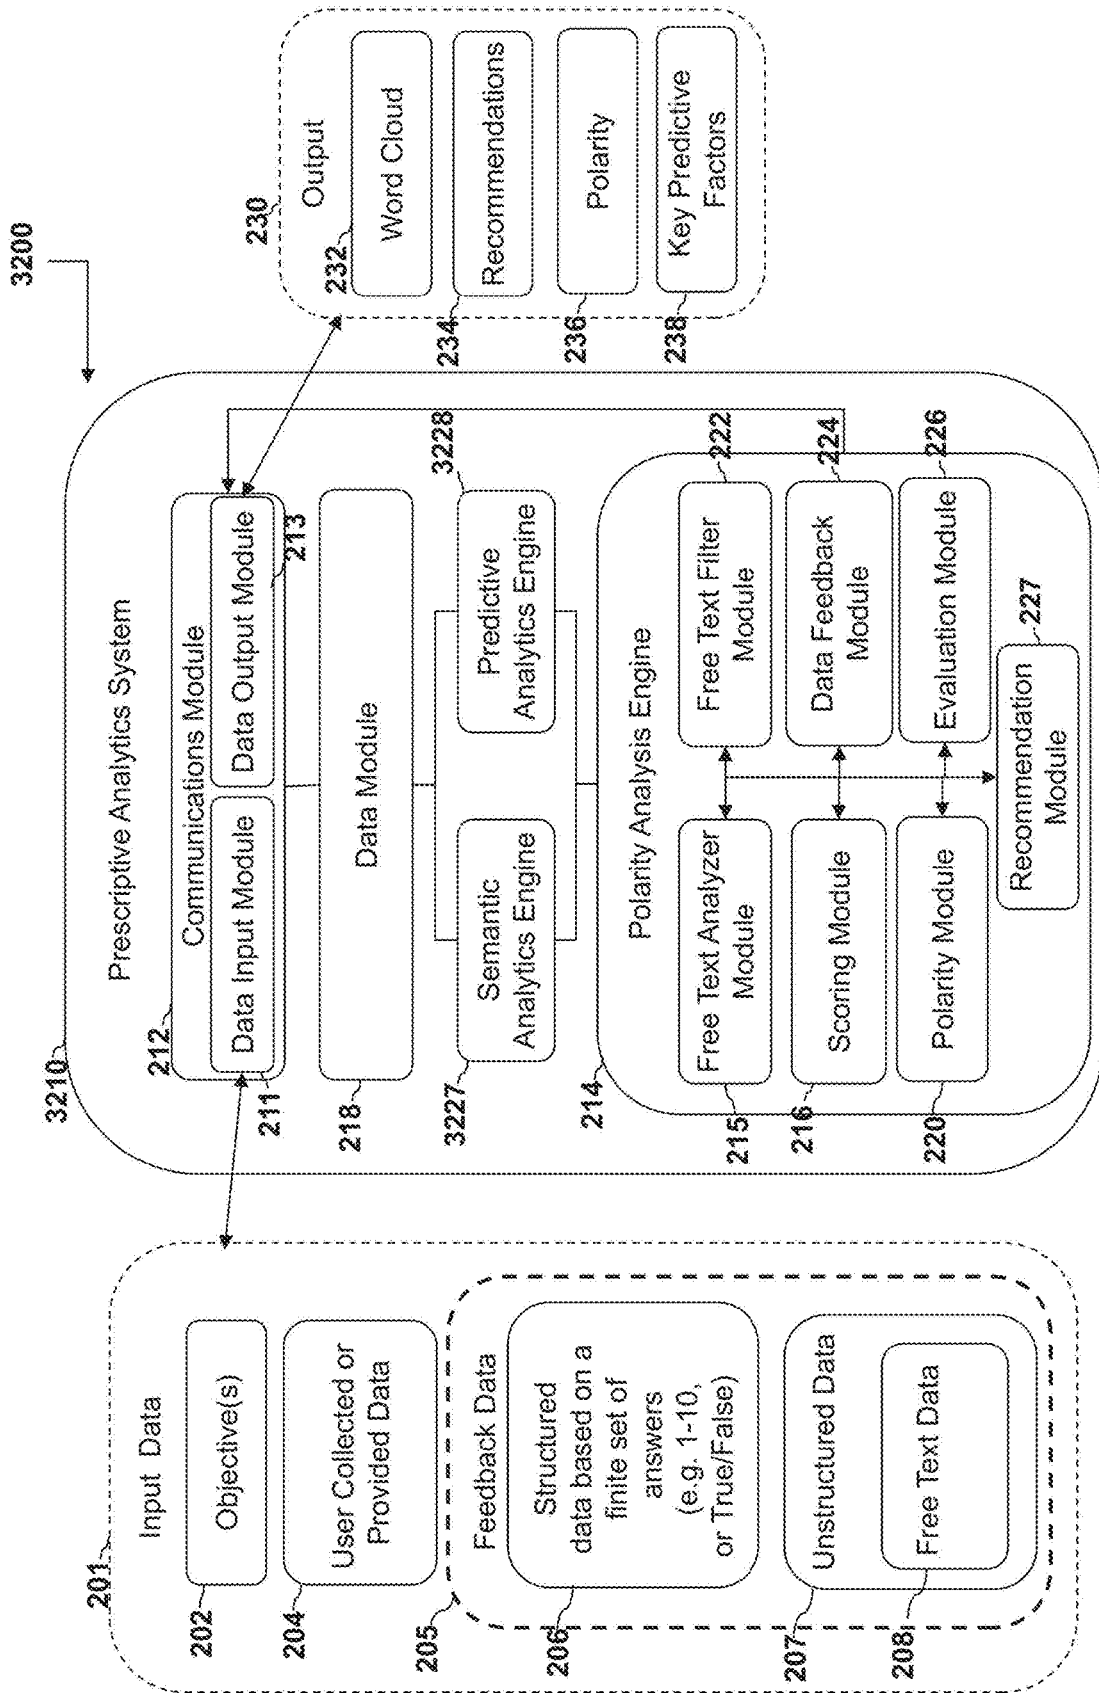 3200
201
Input Data
202
Objective(s)
204
User Collected or
Provided Data
205
Feedback Data
206
Structured
data based on a
finite set of
answers
(e.g. 1-10,
or True/False)
207
Unstructured Data
208
Free Text Data
3210
Prescriptive Analytics System
212
Communications Module
Data Input Module
211
Data Output Module
213
218
Data Module
3227
Semantic
Analytics Engine
3228
Predictive
Analytics Engine
214
Polarity Analysis Engine
215
Free Text Analyzer
Module
222
Free Text Filter
Module
216
Scoring Module
224
Data Feedback
Module
220
Polarity Module
226
Evaluation Module
227
Recommendation
Module
230
Output
232
Word Cloud
234
Recommendations
236
Polarity
238
Key Predictive
Factors